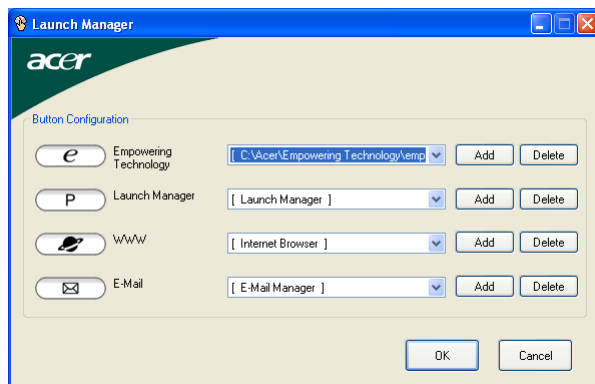 Launch Manager
acer
Button Configuration
e
Empowering
Technology
[ C:\Acer\Empowering Technology\emp
Add
Delete
P
Launch Manager
[ Launch Manager ]
Add
Delete
WWW
[ Internet Browser ]
Add
Delete
E-Mail
[ E-Mail Manager ]
Add
Delete
OK
Cancel